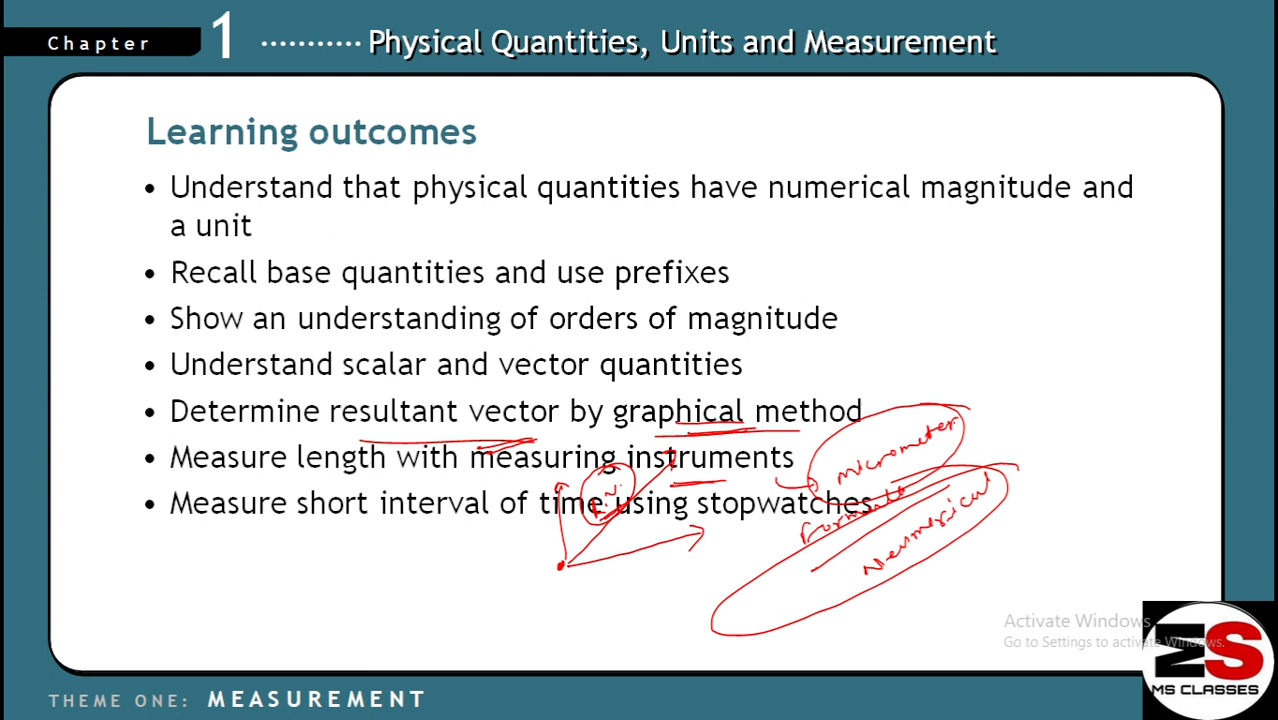 Chapter 1 ........... Physical Quantities, Units and Measurement
Learning outcomes
• Understand that physical quantities have numerical magnitude and
a unit
• Recall base quantities and use prefixes
• Show an understanding of orders of magnitude
• Understand scalar and vector quantities
• Determine resultant vector by graphical method
• Measure length with measuring instruments
• Measure short interval of time using stopwatches.
micrometer
R.V.
Formula
Neumerical
Activate Windows
Go to Settings to activate Windows.
MS CLASSES
THEME ONE: MEASUREMENT